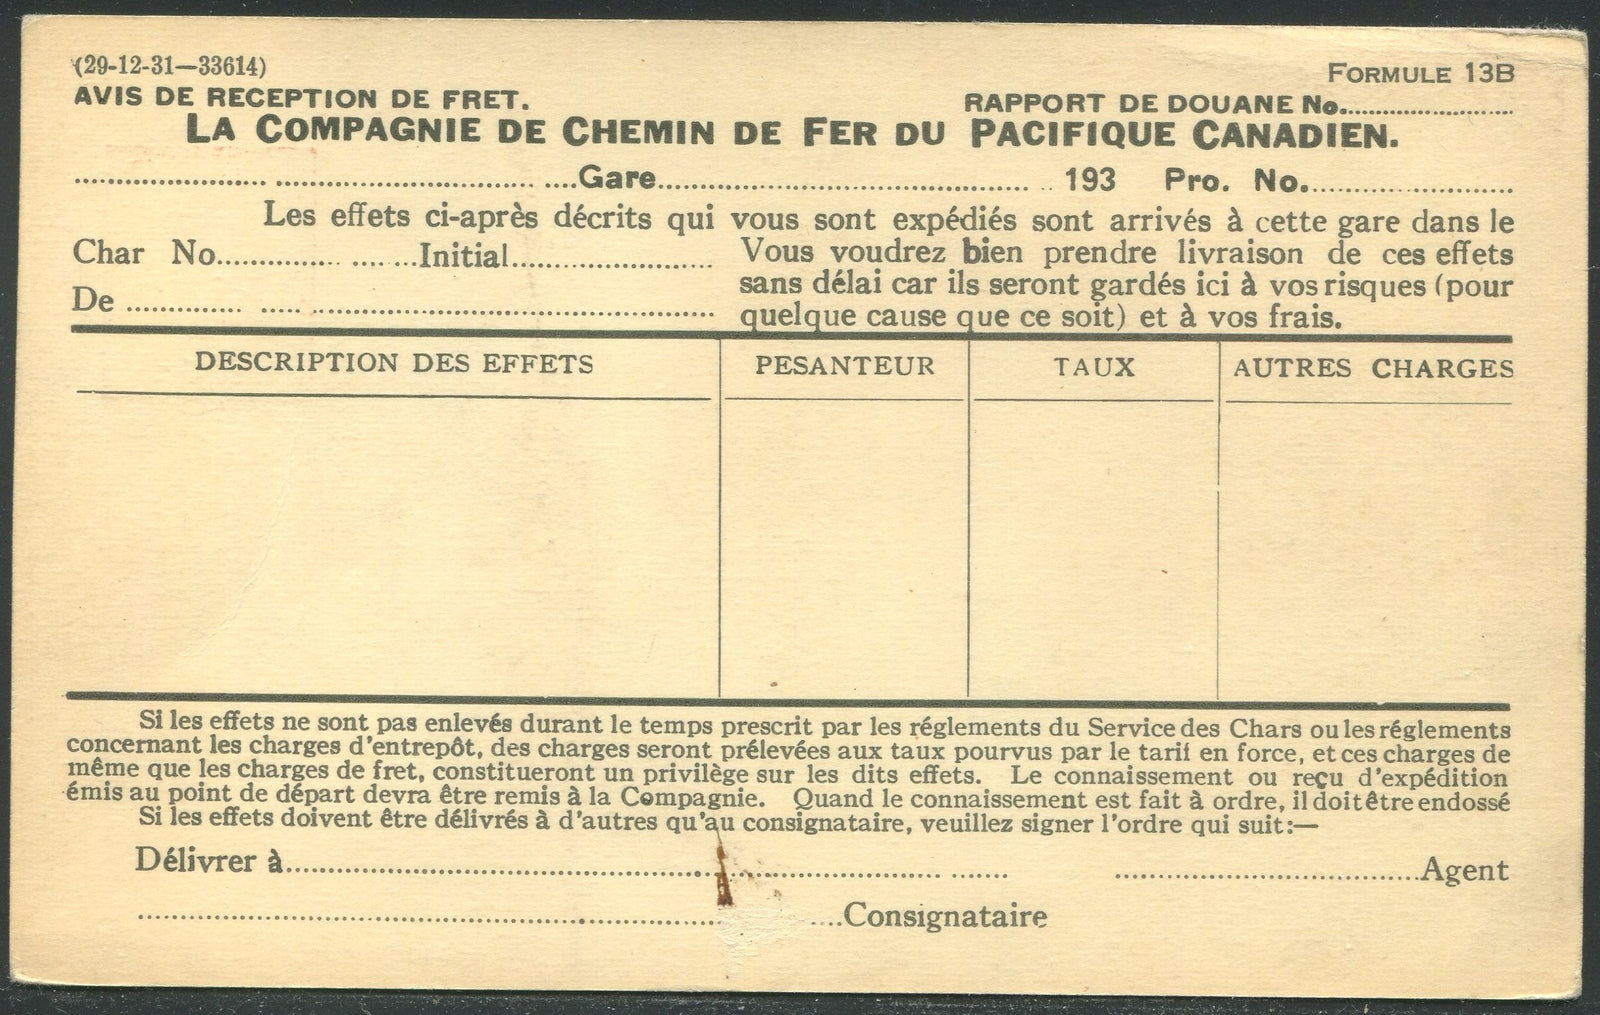 (29-12-31—33614)
FORMULE 13B
AVIS DE RECEPTION DE FRET.
RAPPORT DE DOUANE No.
LA COMPAGNIE DE CHEMIN DE FER DU PACIFIQUE CANADIEN.
Gare 193 Pro. No.
Les effets ci-après décrits qui vous sont expédiés sont arrivés à cette gare dans le
Char No. Initial
De
Vous voudrez bien prendre livraison de ces effets
sans délai car ils seront gardés ici à vos risques (pour
quelque cause que ce soit) et à vos frais.
DESCRIPTION DES EFFETS PESANTEUR TAUX AUTRES CHARGES
Si les effets ne sont pas enlevés durant le temps prescrit par les réglements du Service des Chars ou les réglements
concernant les charges d'entrepôt, des charges seront prélevées aux taux pourvus par le tarif en force, et ces charges de
même que les charges de fret, constitueront un privilège sur les dits effets. Le connaissement ou reçu d'expédition
émis au point de départ devra être remis à la Compagnie. Quand le connaissement est fait à ordre, il doit être endossé
Si les effets doivent être délivrés à d'autres qu'au consignataire, veuillez signer l'ordre qui suit:—
Délivrer à Agent
Consignataire